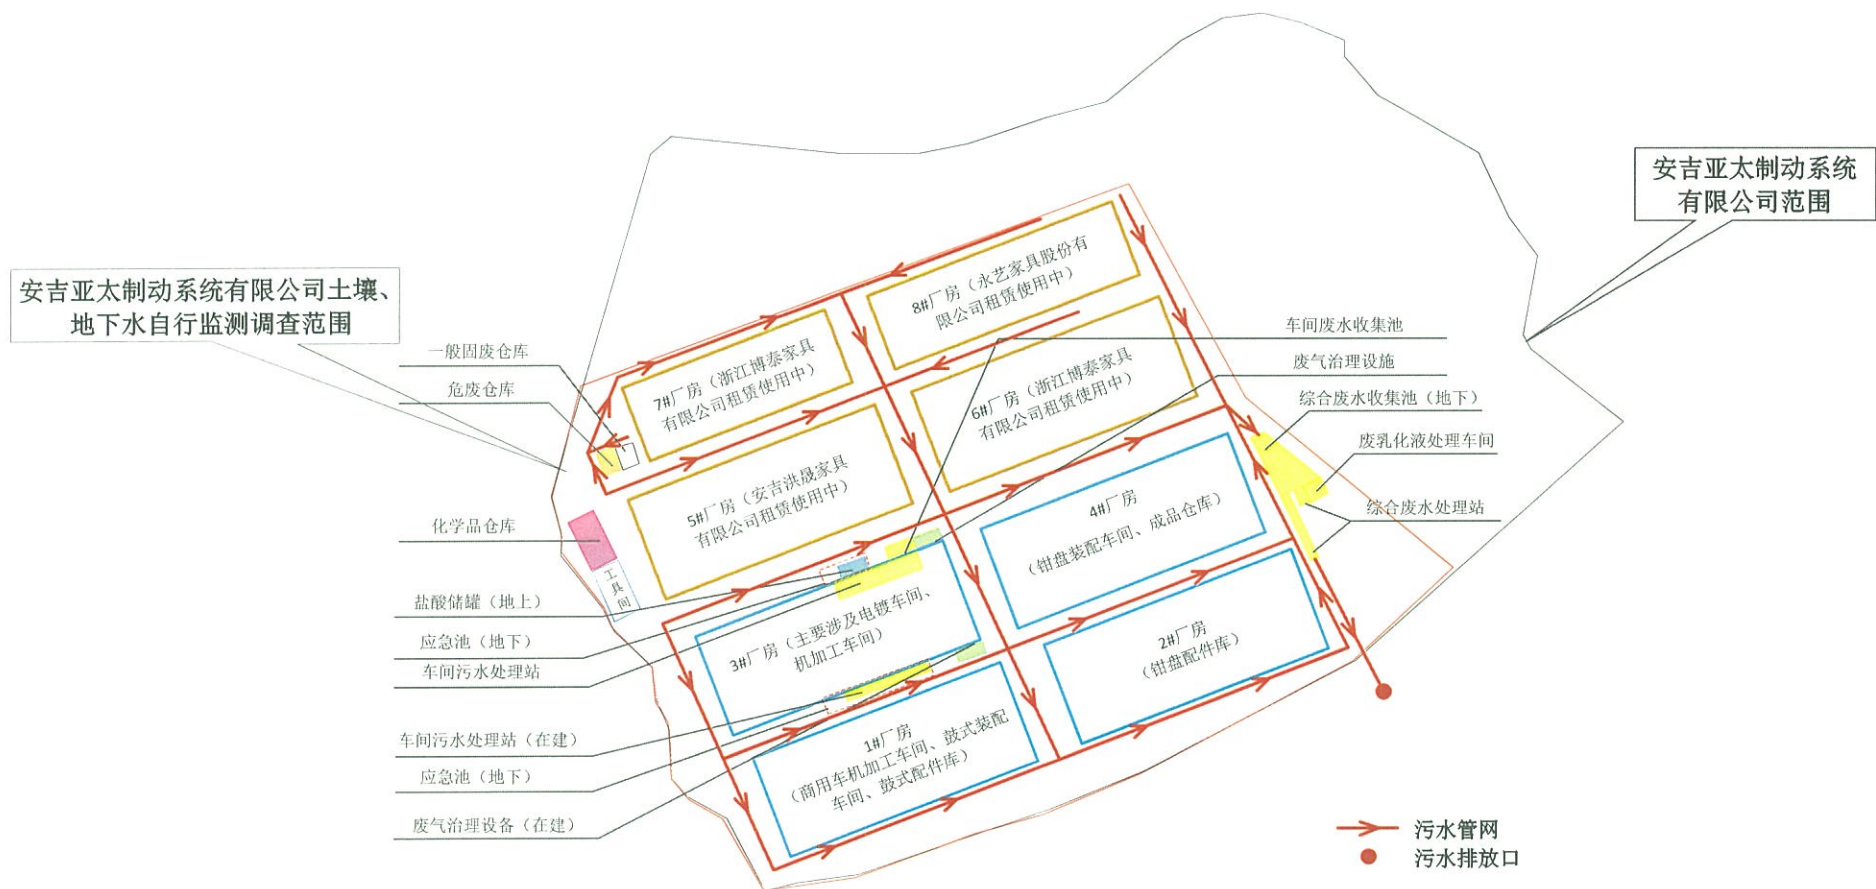 安吉亚太制动系统
有限公司范围
安吉亚太制动系统有限公司土壤、
地下水自行监测调查范围
一般固废仓库
危废仓库
化学品仓库
工具间
盐酸储罐（地上）
应急池（地下）
车间污水处理站
车间污水处理站（在建）
应急池（地下）
废气治理设备（在建）
8#厂房（永艺家具股份有
限公司租赁使用中）
7#厂房（浙江博泰家具
有限公司租赁使用中）
6#厂房（浙江博泰家具
有限公司租赁使用中）
5#厂房（安吉洪晟家具
有限公司租赁使用中）
4#厂房
（钳盘装配车间、成品仓库）
3#厂房（主要涉及电镀车间、
机加工车间）
2#厂房
（钳盘配件库）
1#厂房
（商用车机加工车间、鼓式装配
车间、鼓式配件库）
车间废水收集池
废气治理设施
综合废水收集池（地下）
废乳化液处理车间
综合废水处理站
污水管网
污水排放口